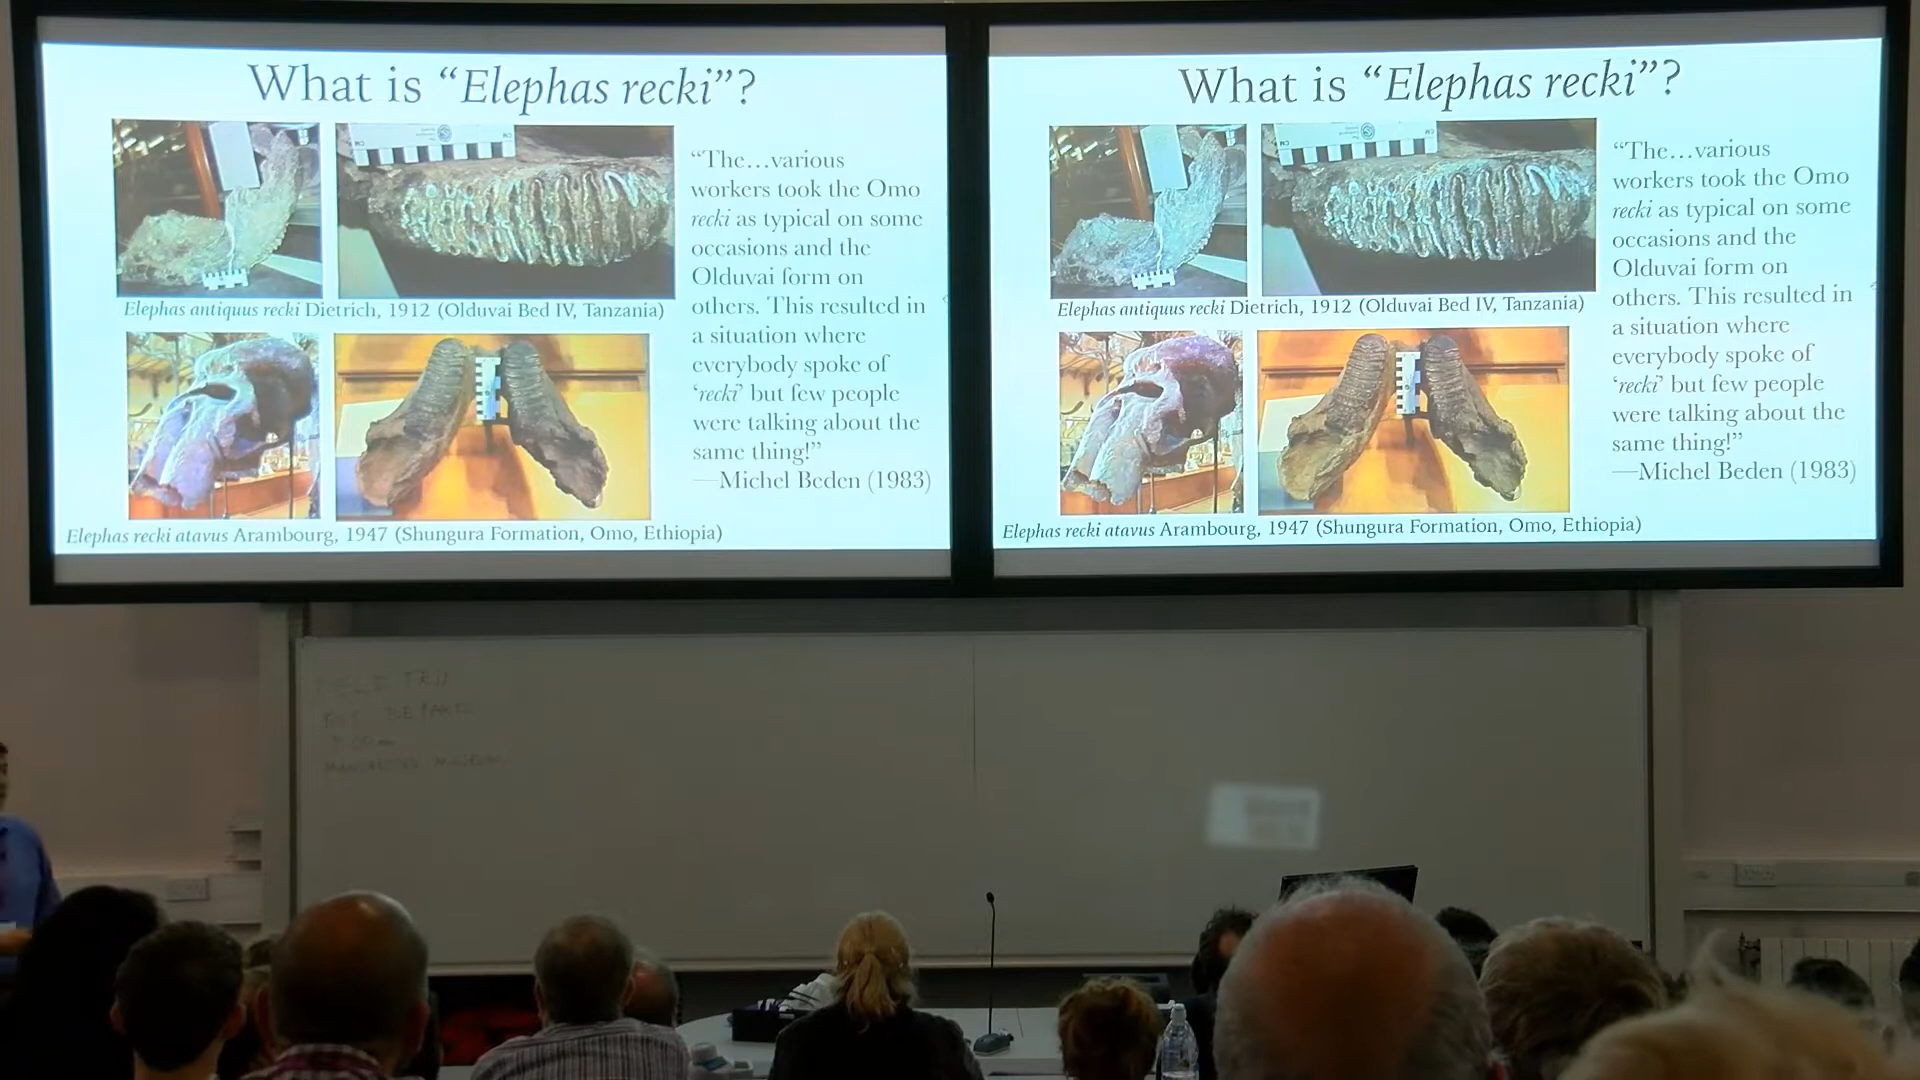 What is “Elephas recki”?
Elephas antiquus recki Dietrich, 1912 (Olduvai Bed IV, Tanzania)
Elephas recki atavus Arambourg, 1947 (Shungura Formation, Omo, Ethiopia)
“The…various
workers took the Omo
recki as typical on some
occasions and the
Olduvai form on
others. This resulted in
a situation where
everybody spoke of
‘recki’ but few people
were talking about the
same thing!”
—Michel Beden (1983)
What is “Elephas recki”?
Elephas antiquus recki Dietrich, 1912 (Olduvai Bed IV, Tanzania)
Elephas recki atavus Arambourg, 1947 (Shungura Formation, Omo, Ethiopia)
“The…various
workers took the Omo
recki as typical on some
occasions and the
Olduvai form on
others. This resulted in
a situation where
everybody spoke of
‘recki’ but few people
were talking about the
same thing!”
—Michel Beden (1983)